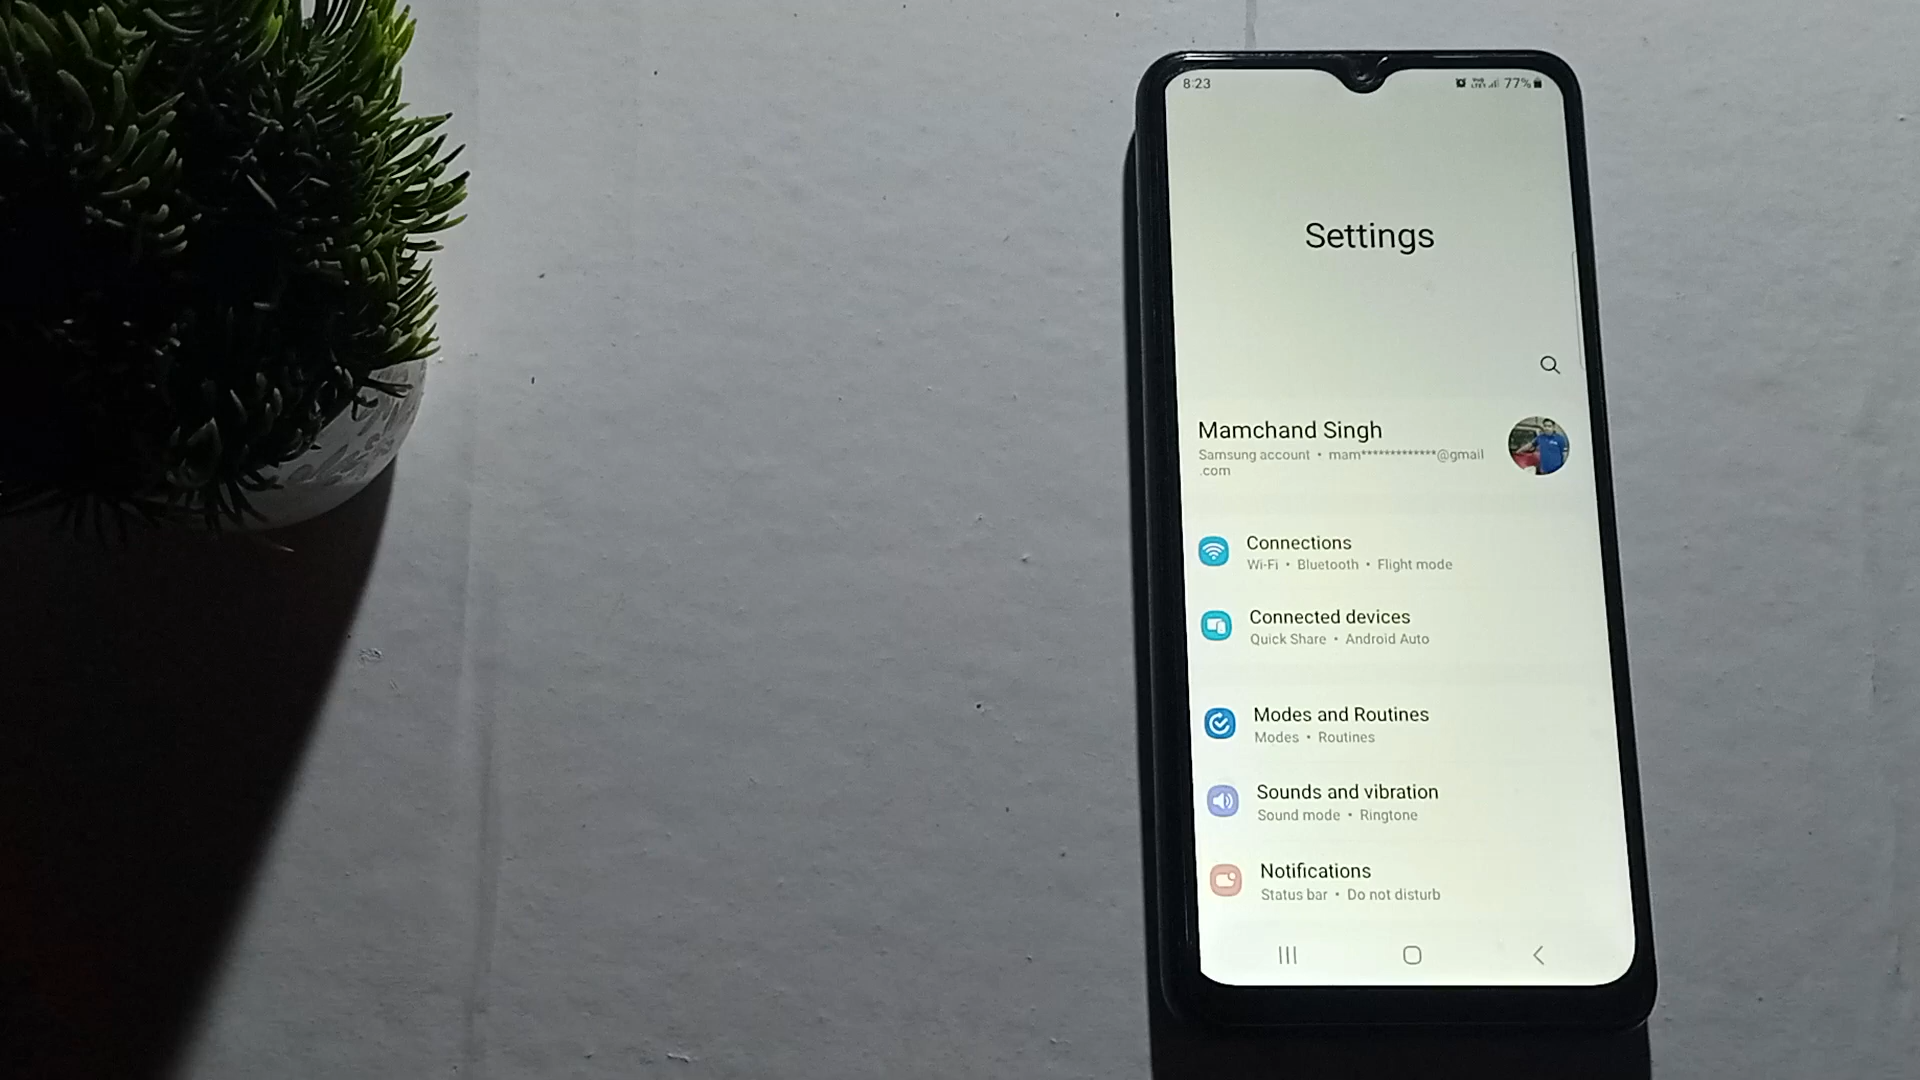 8:23 77%
Settings
Mamchand Singh
Samsung account • mam*************@gmail
.com
Connections
Wi-Fi • Bluetooth • Flight mode
Connected devices
Quick Share • Android Auto
Modes and Routines
Modes • Routines
Sounds and vibration
Sound mode • Ringtone
Notifications
Status bar • Do not disturb